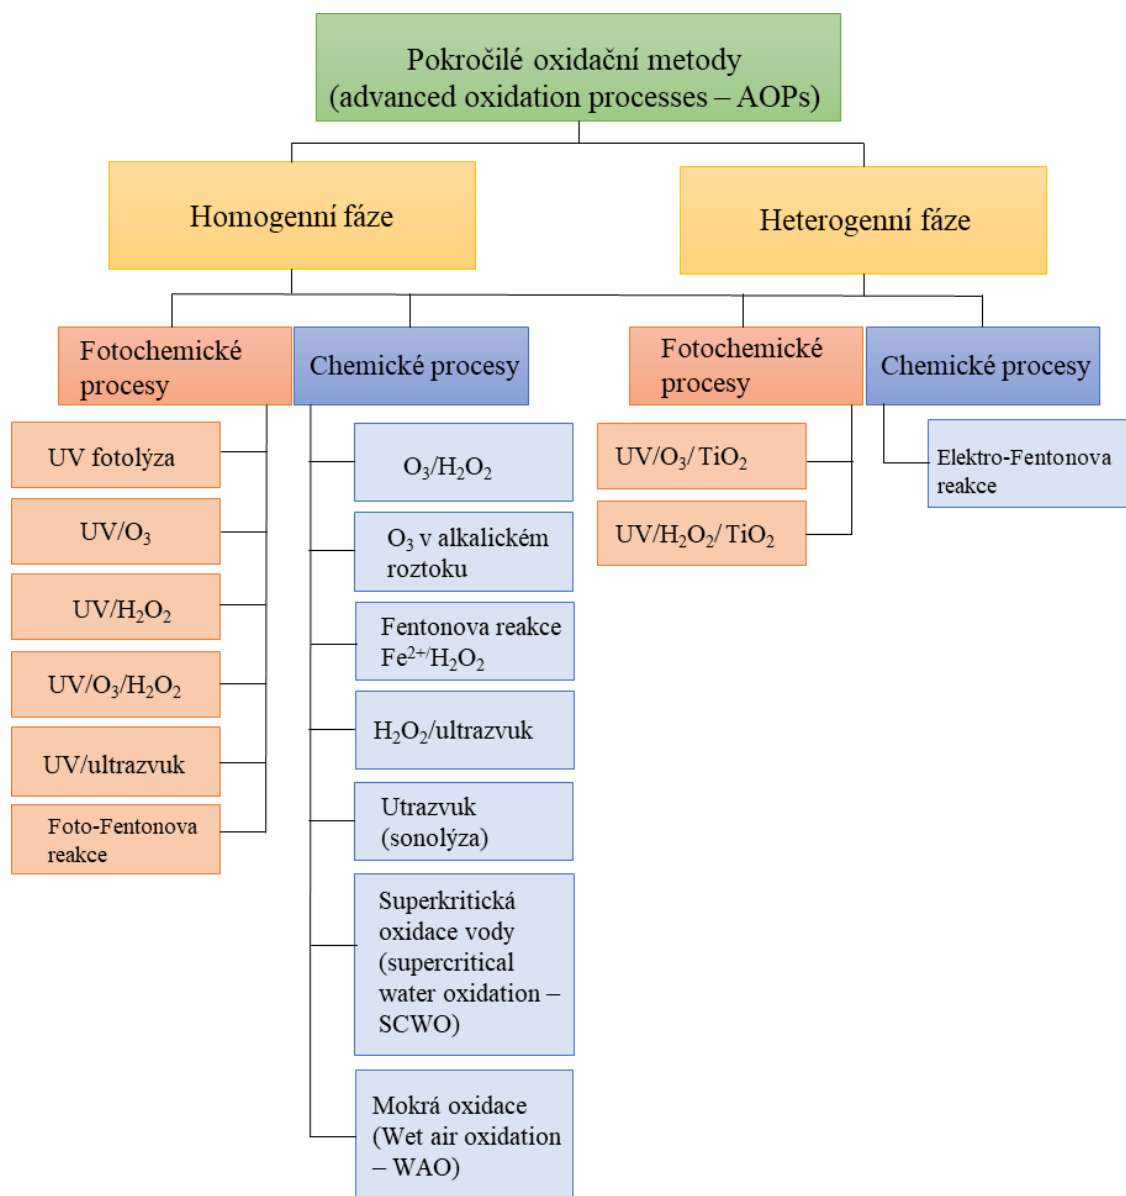 Pokročilé oxidační metody
(advanced oxidation processes – AOPs)
Homogenní fáze
Heterogenní fáze
Fotochemické
procesy
Chemické procesy
Fotochemické
procesy
Chemické procesy
UV fotolýza
UV/O₃
UV/H₂O₂
UV/O₃/H₂O₂
UV/ultrazvuk
Foto-Fentonova
reakce
O₃/H₂O₂
O₃ v alkalickém
roztoku
Fentonova reakce
Fe²⁺/H₂O₂
H₂O₂/ultrazvuk
Utrazvuk
(sonolýza)
Superkritická
oxidace vody
(supercritical
water oxidation –
SCWO)
Mokrá oxidace
(Wet air oxidation
– WAO)
UV/O₃/ TiO₂
UV/H₂O₂/ TiO₂
Elektro-Fentonova
reakce